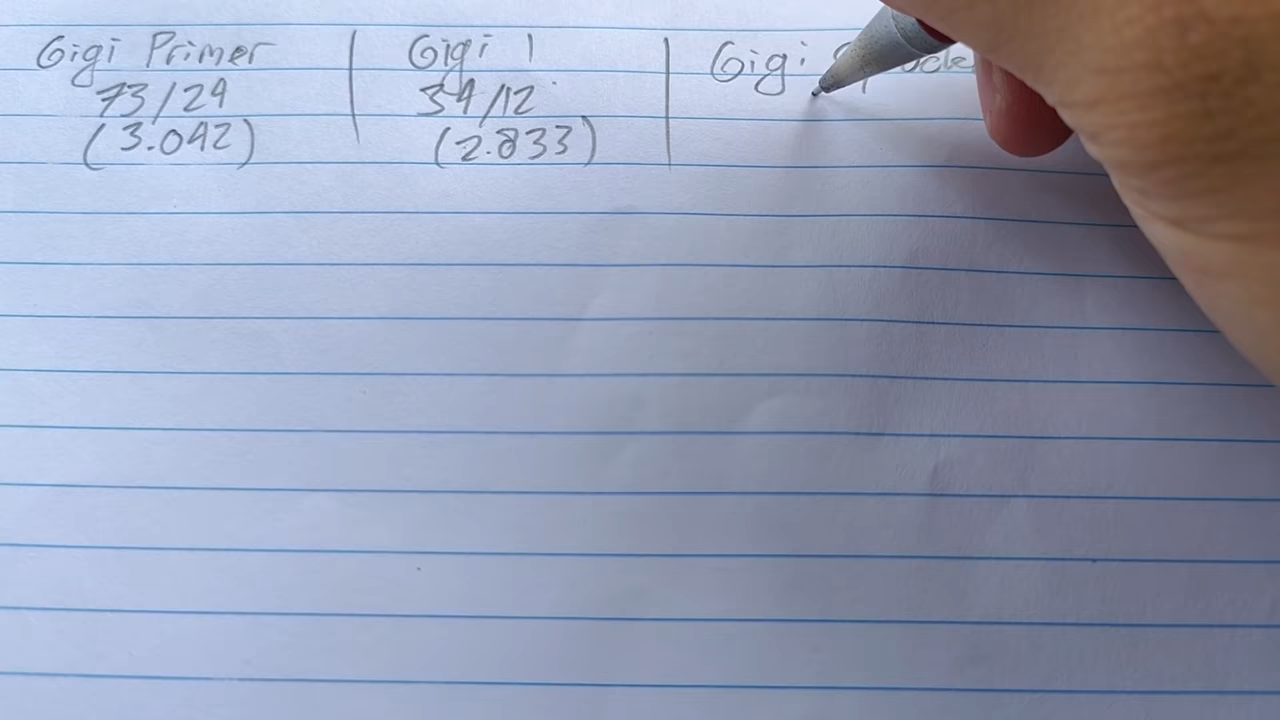 Gigi Primer
73/24
(3.042)
Gigi 1
34/12
(2.833)
Gigi